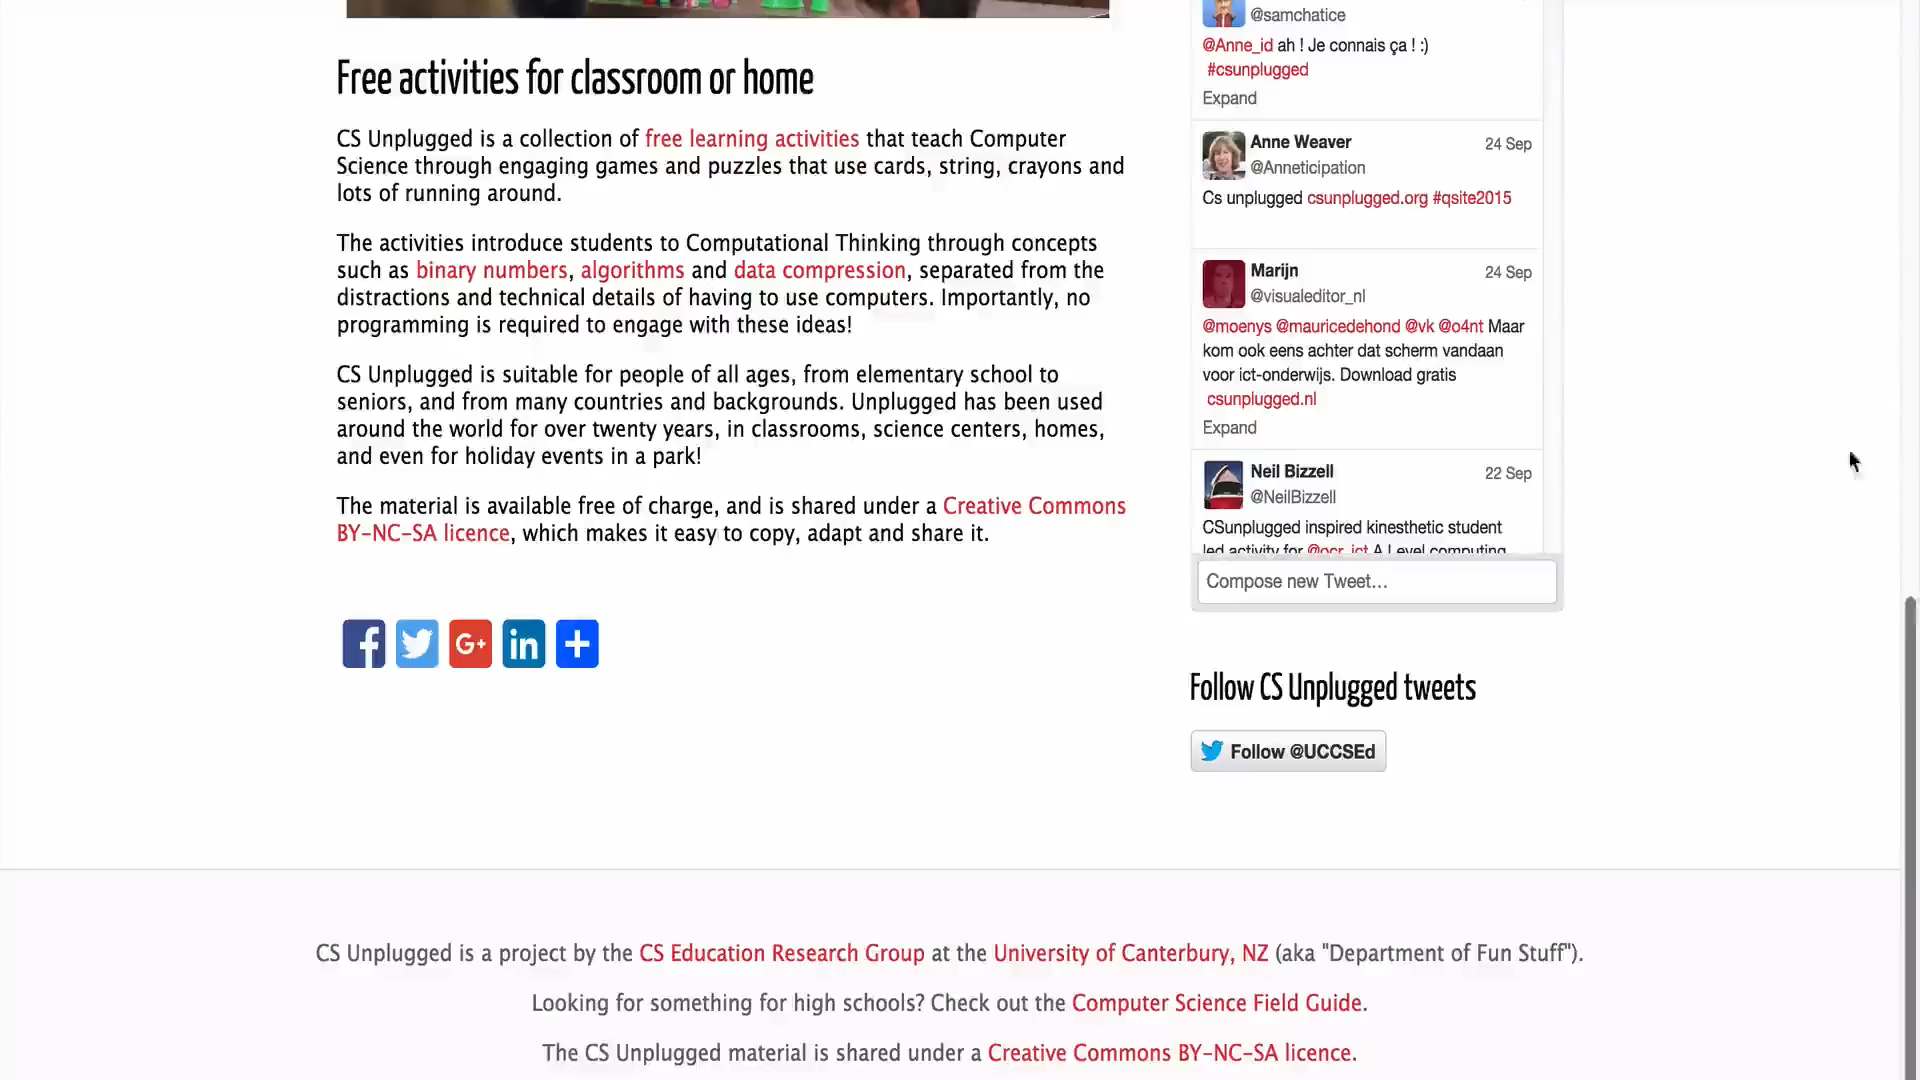 Free activities for classroom or home
CS Unplugged is a collection of free learning activities that teach Computer
Science through engaging games and puzzles that use cards, string, crayons and
lots of running around.
The activities introduce students to Computational Thinking through concepts
such as binary numbers, algorithms and data compression, separated from the
distractions and technical details of having to use computers. Importantly, no
programming is required to engage with these ideas!
CS Unplugged is suitable for people of all ages, from elementary school to
seniors, and from many countries and backgrounds. Unplugged has been used
around the world for over twenty years, in classrooms, science centers, homes,
and even for holiday events in a park!
The material is available free of charge, and is shared under a Creative Commons
BY-NC-SA licence, which makes it easy to copy, adapt and share it.
f
G+
in
@samchatice
@Anne_id ah ! Je connais ça ! :)
#csunplugged
Expand
Anne Weaver 24 Sep
@Anneticipation
Cs unplugged csunplugged.org #qsite2015
Marijn 24 Sep
@visualeditor_nl
@moenys @mauricedehond @vk @o4nt Maar
kom ook eens achter dat scherm vandaan
voor ict-onderwijs. Download gratis
csunplugged.nl
Expand
Neil Bizzell 22 Sep
@NeilBizzell
CSunplugged inspired kinesthetic student
led activity for @ocr_ict A Level computing
Compose new Tweet...
Follow CS Unplugged tweets
Follow @UCCSEd
CS Unplugged is a project by the CS Education Research Group at the University of Canterbury, NZ (aka "Department of Fun Stuff").
Looking for something for high schools? Check out the Computer Science Field Guide.
The CS Unplugged material is shared under a Creative Commons BY-NC-SA licence.